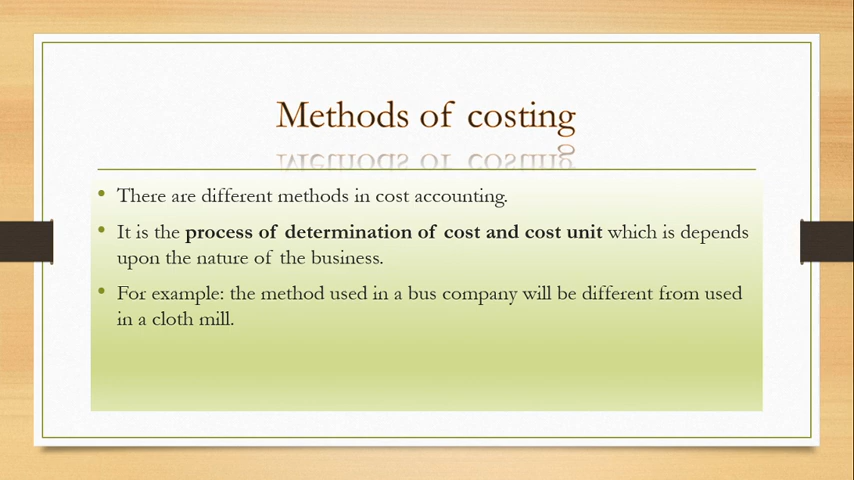 Methods of costing
• There are different methods in cost accounting.
• It is the process of determination of cost and cost unit which is depends
upon the nature of the business.
• For example: the method used in a bus company will be different from used
in a cloth mill.